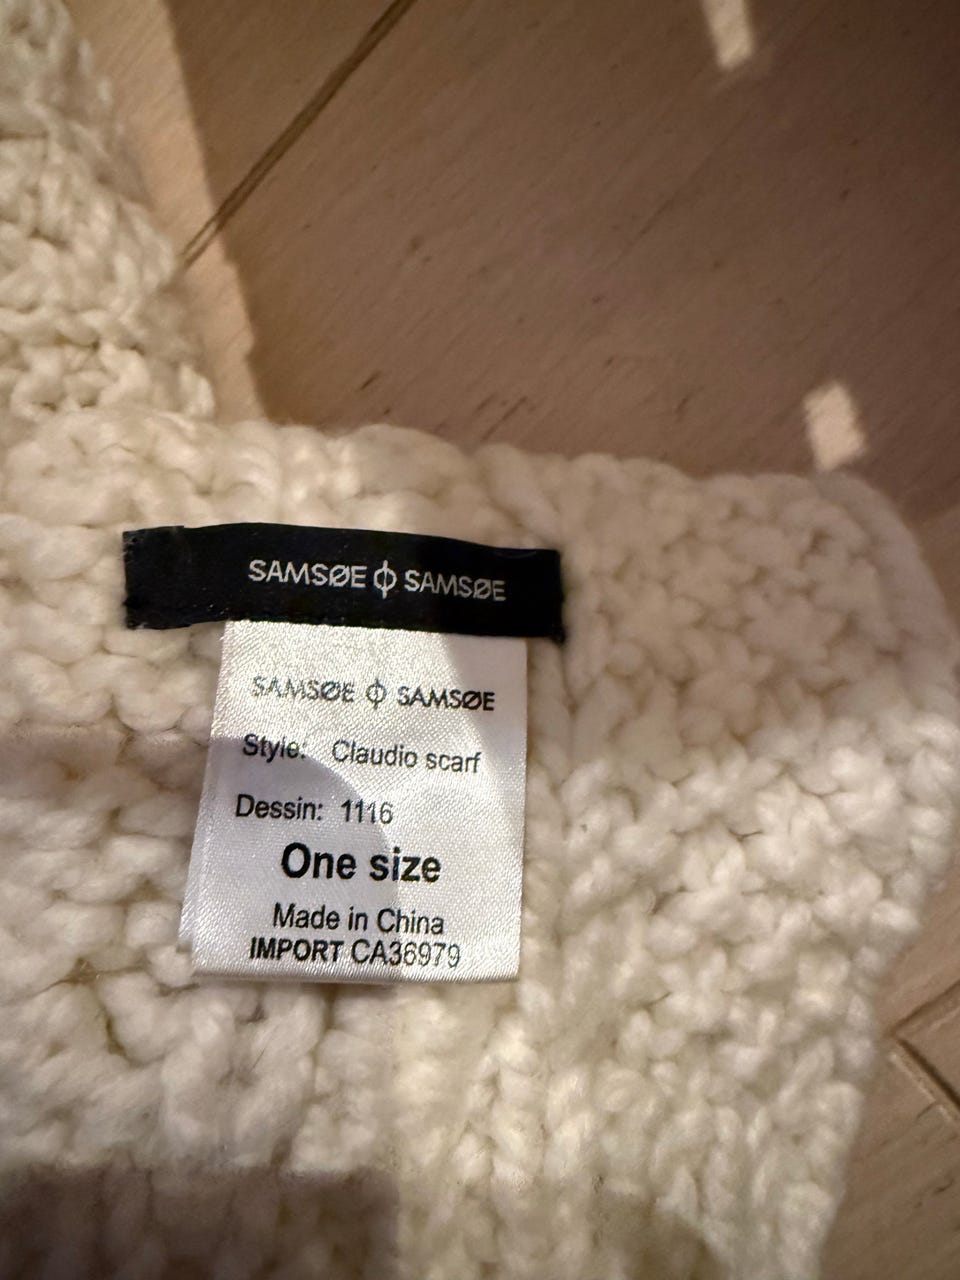 SAMSØE ϕ SAMSØE
SAMSØE ϕ SAMSØE
Style: Claudio scarf
Dessin: 1116
One size
Made in China
IMPORT CA36979